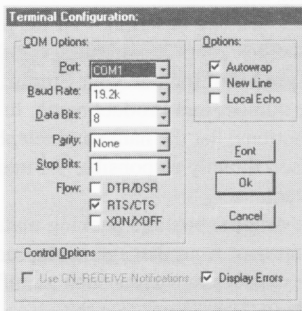 Terminal Configuration:
COM Options:
Port: COM1
Baud Rate: 19.2k
Data Bits: 8
Parity: None
Stop Bits: 1
Flow: DTR/DSR
RTS/CTS
XON/XOFF
Options:
Autowrap
New Line
Local Echo
Font
Ok
Cancel
Control Options
Use CN_RECEIVE Notifications
Display Errors